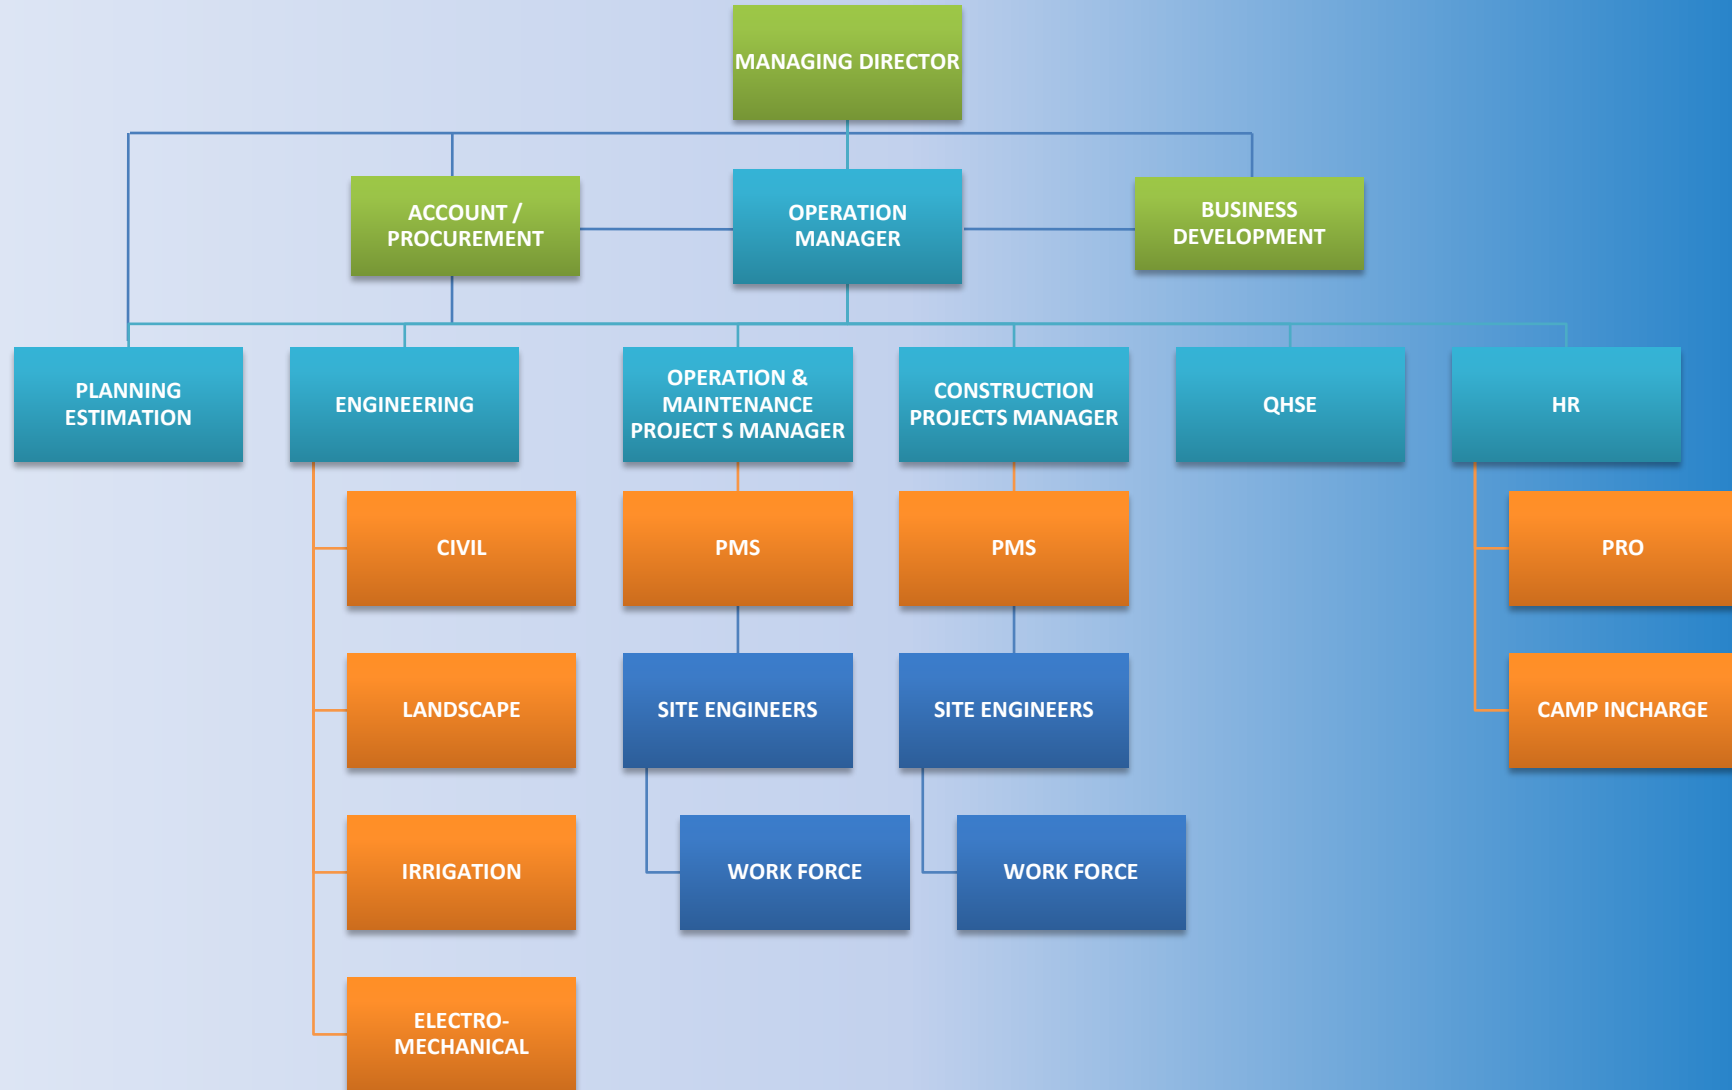 MANAGING DIRECTOR
ACCOUNT /
PROCUREMENT
OPERATION
MANAGER
BUSINESS
DEVELOPMENT
PLANNING
ESTIMATION
ENGINEERING
OPERATION &
MAINTENANCE
PROJECT S MANAGER
CONSTRUCTION
PROJECTS MANAGER
QHSE
HR
CIVIL
PMS
PMS
PRO
LANDSCAPE
SITE ENGINEERS
SITE ENGINEERS
CAMP INCHARGE
IRRIGATION
WORK FORCE
WORK FORCE
ELECTRO-
MECHANICAL